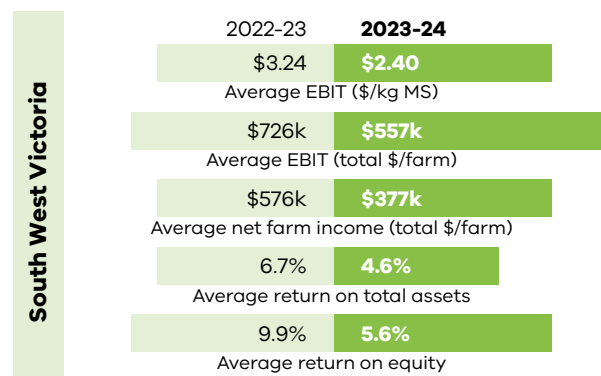 South West Victoria
2022-23 2023-24
$3.24 $2.40
Average EBIT ($/kg MS)
$726k $557k
Average EBIT (total $/farm)
$576k $377k
Average net farm income (total $/farm)
6.7% 4.6%
Average return on total assets
9.9% 5.6%
Average return on equity